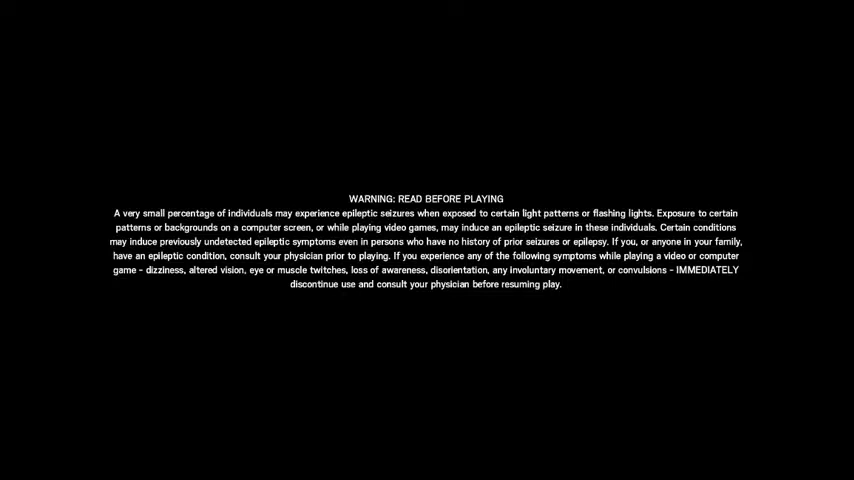 WARNING: READ BEFORE PLAYING
A very small percentage of individuals may experience epileptic seizures when exposed to certain light patterns or flashing lights. Exposure to certain
patterns or backgrounds on a computer screen, or while playing video games, may induce an epileptic seizure in these individuals. Certain conditions
may induce previously undetected epileptic symptoms even in persons who have no history of prior seizures or epilepsy. If you, or anyone in your family,
have an epileptic condition, consult your physician prior to playing. If you experience any of the following symptoms while playing a video or computer
game - dizziness, altered vision, eye or muscle twitches, loss of awareness, disorientation, any involuntary movement, or convulsions - IMMEDIATELY
discontinue use and consult your physician before resuming play.